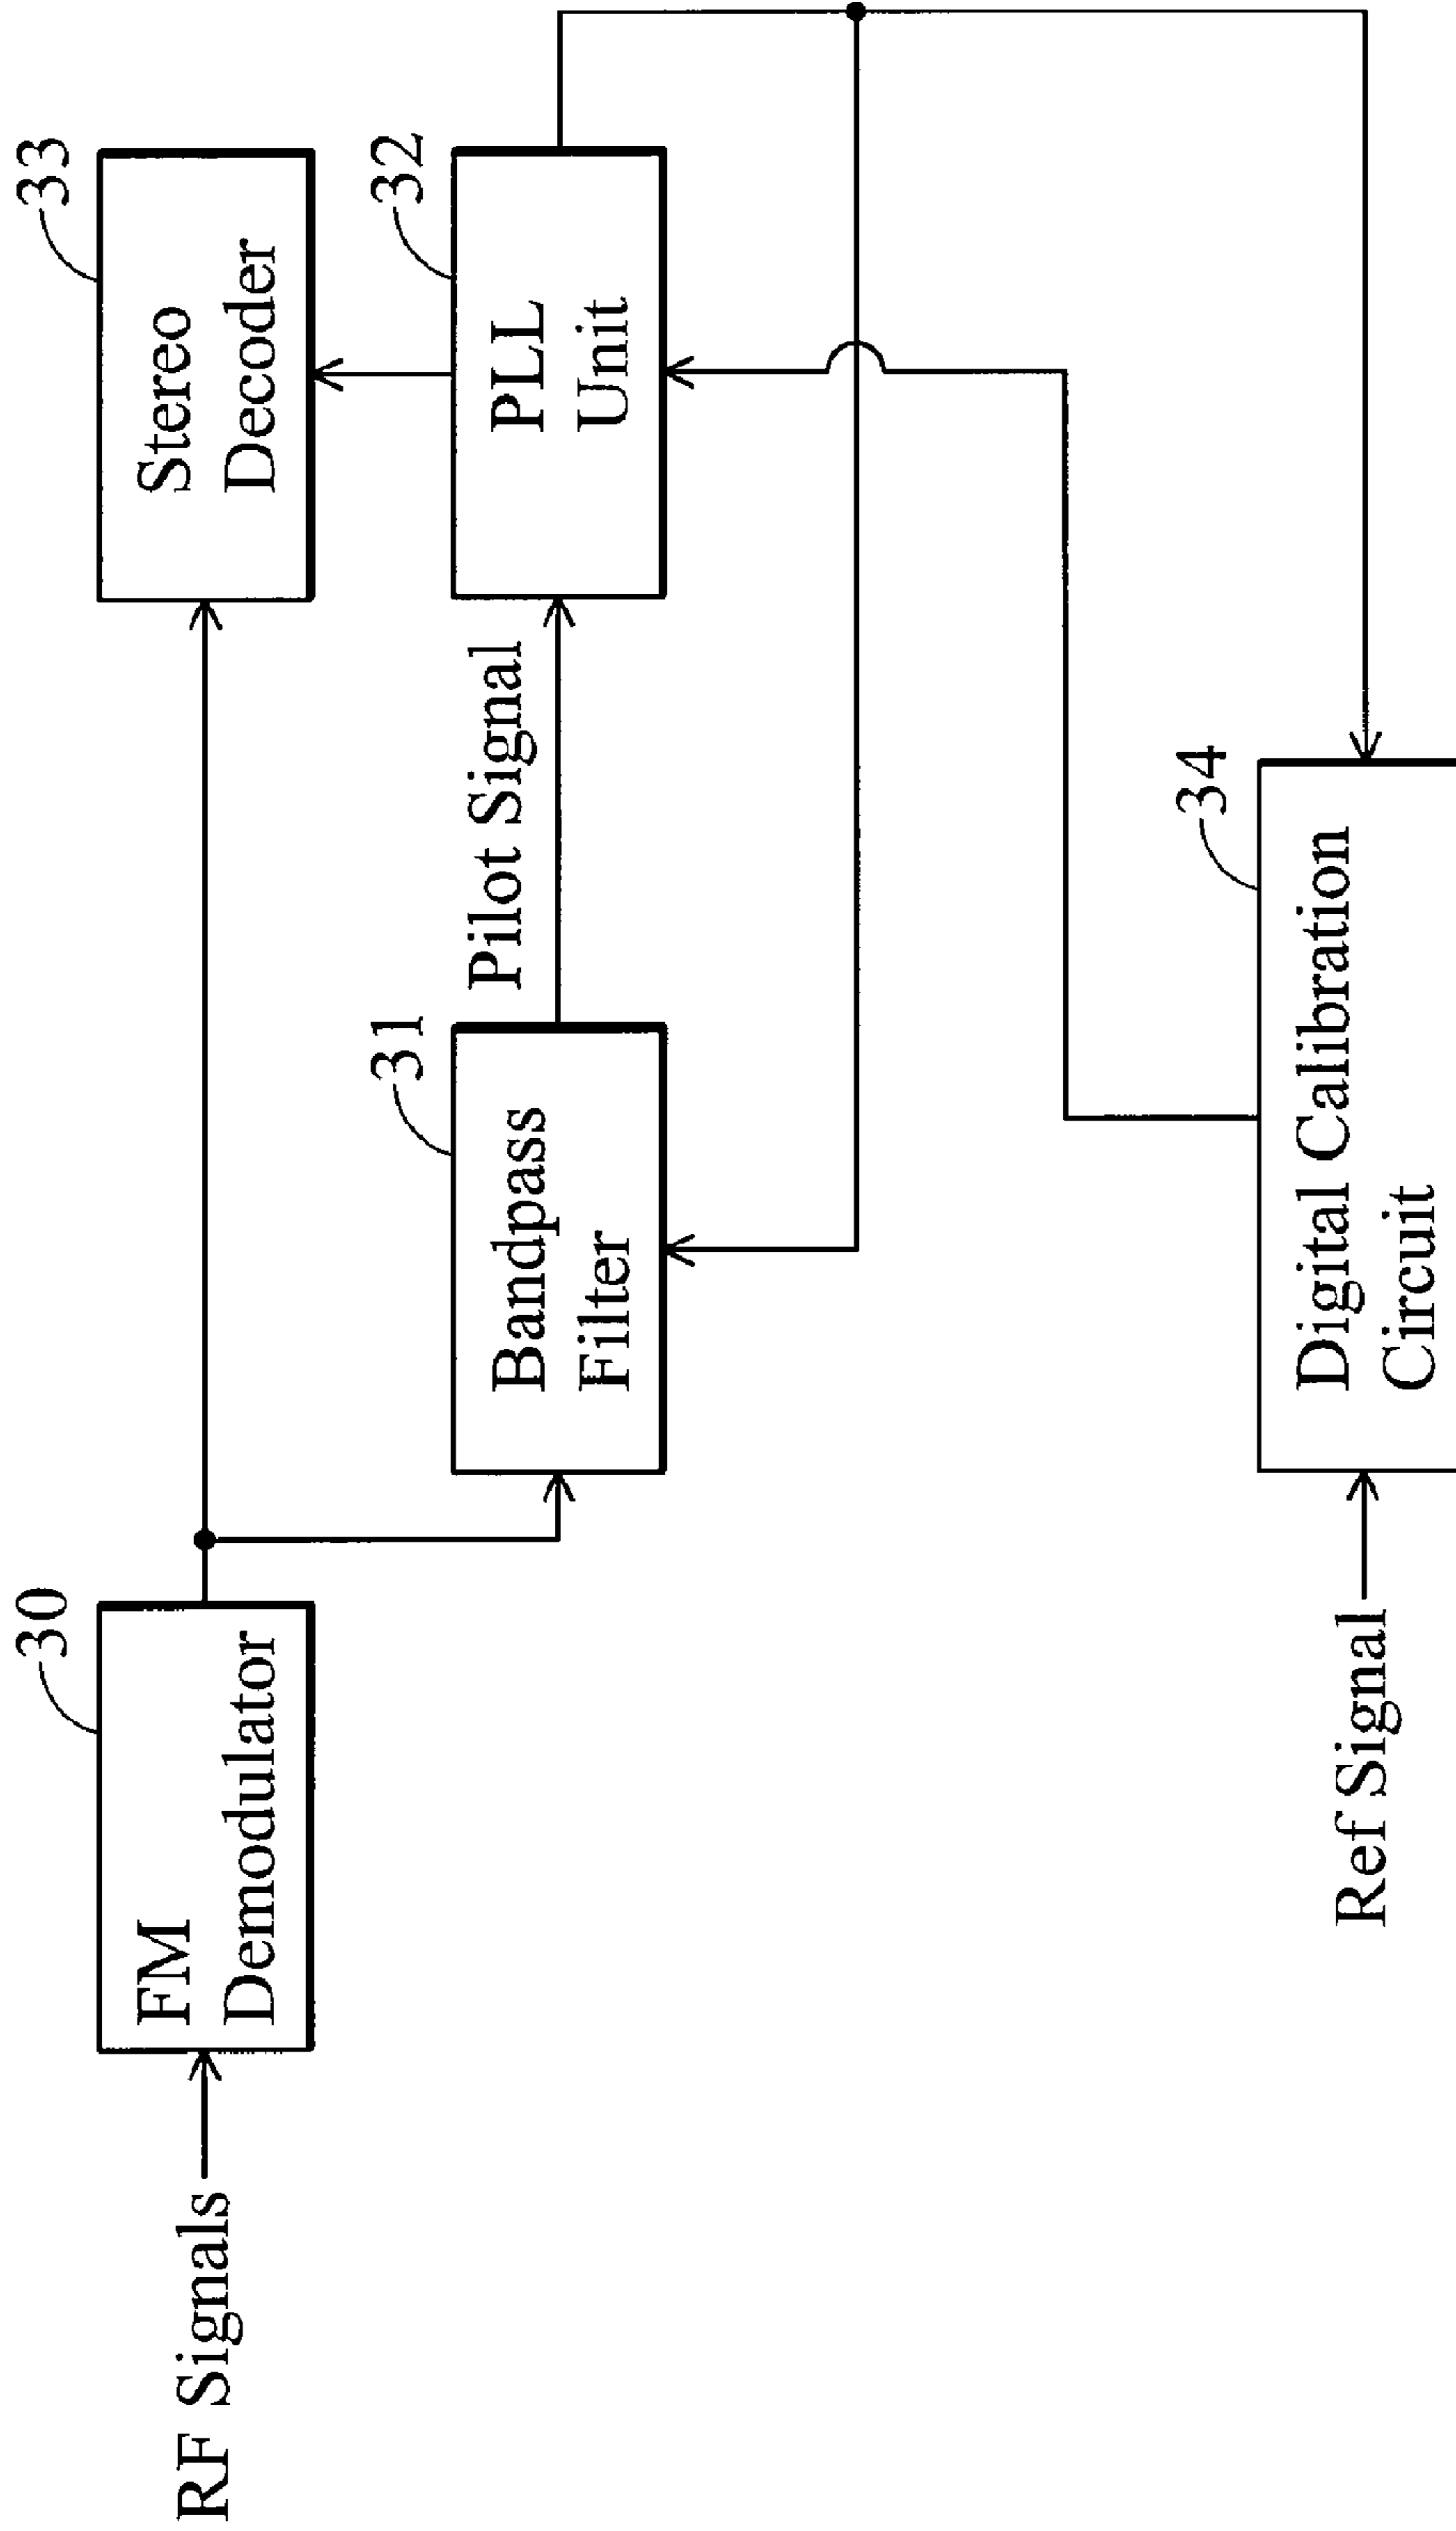 30
33
RF Signals
FM
Demodulator
Stereo
Decoder
31
32
Bandpass
Filter
Pilot Signal
PLL
Unit
34
Ref Signal
Digital Calibration
Circuit